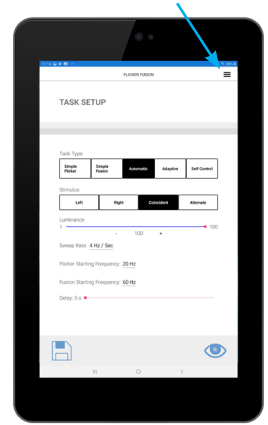 FLICKER FUSION
TASK SETUP
Task Type
Simple Flicker
Simple Fusion
Automatic
Adaptive
Self Control
Stimulus
Left
Right
Coincident
Alternate
Luminance
1
100
- 100 +
Sweep Rate: 4 Hz / Sec
Flicker Starting Frequency: 20 Hz
Fusion Starting Frequency: 60 Hz
Delay: 0 s